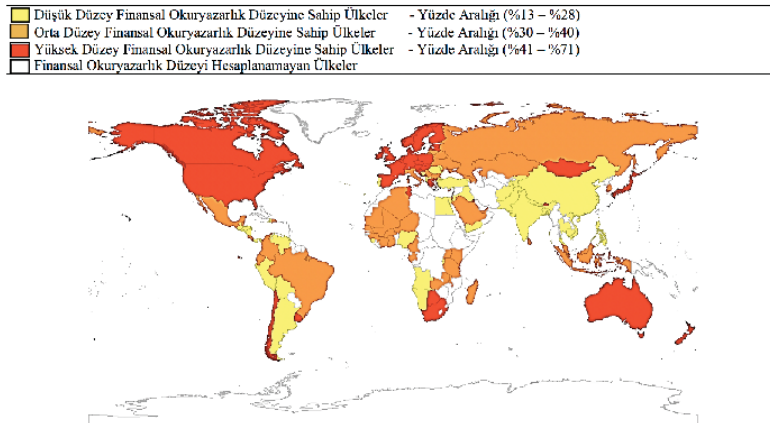 Düşük Düzey Finansal Okuryazarlık Düzeyine Sahip Ülkeler - Yüzde Aralığı (%13 – %28)
Orta Düzey Finansal Okuryazarlık Düzeyine Sahip Ülkeler - Yüzde Aralığı (%30 – %40)
Yüksek Düzey Finansal Okuryazarlık Düzeyine Sahip Ülkeler - Yüzde Aralığı (%41 – %71)
Finansal Okuryazarlık Düzeyi Hesaplanamayan Ülkeler